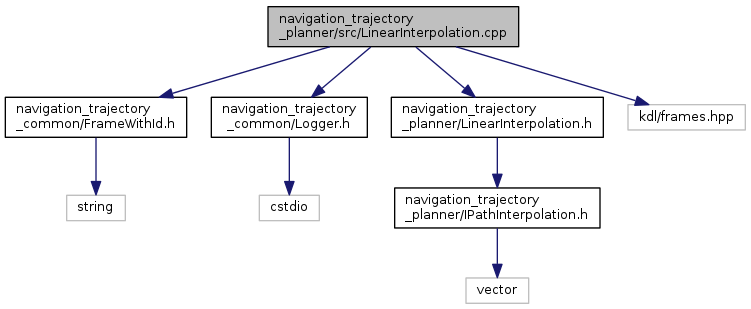 navigation_trajectory
_planner/src/LinearInterpolation.cpp
navigation_trajectory
_common/FrameWithId.h
navigation_trajectory
_common/Logger.h
navigation_trajectory
_planner/LinearInterpolation.h
kdl/frames.hpp
string
cstdio
navigation_trajectory
_planner/IPathInterpolation.h
vector